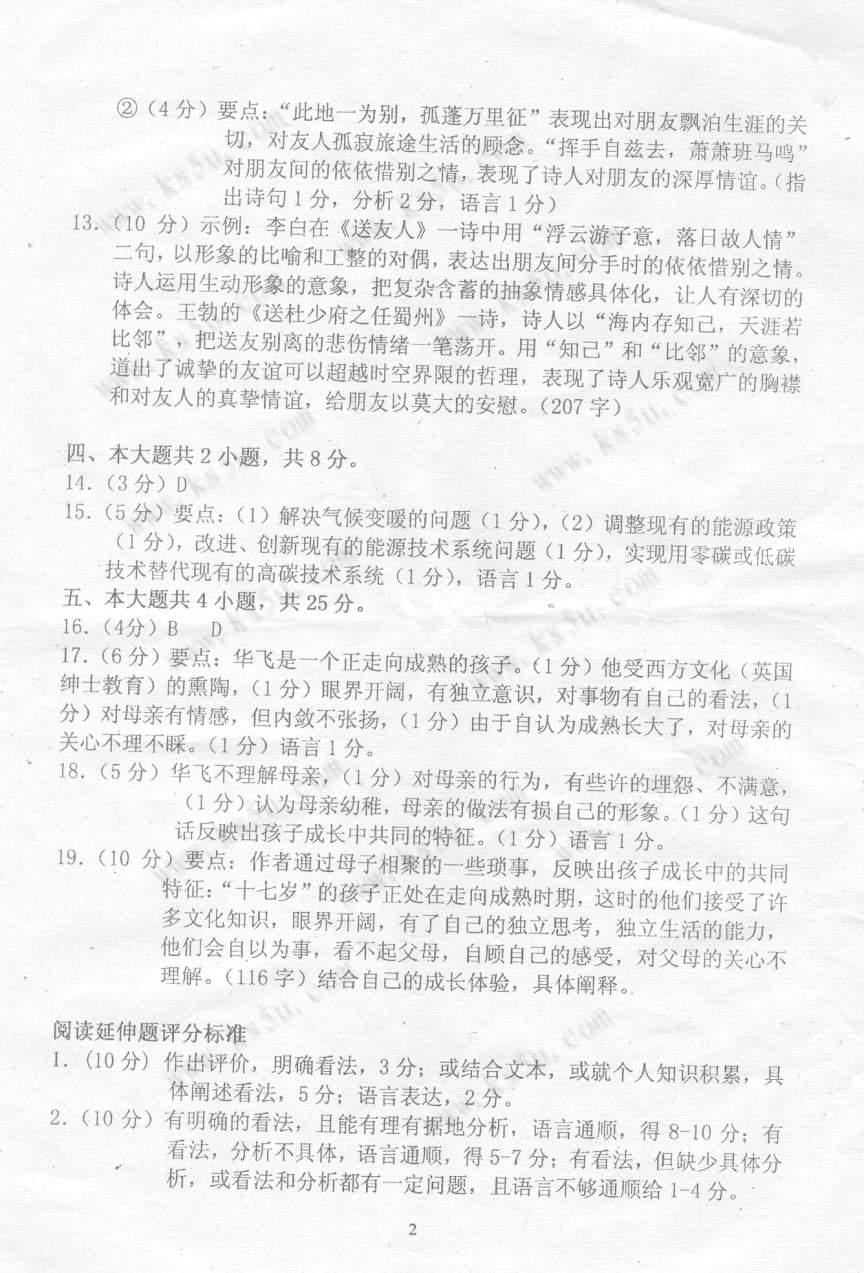 ②（4分）要点：“此地一为别，孤蓬万里征”表现出对朋友飘泊生涯的关
切，对友人孤寂旅途生活的顾念。“挥手自兹去，萧萧班马鸣”
对朋友间的依依惜别之情，表现了诗人对朋友的深厚情谊。（指
出诗句1分，分析2分，语言1分）
13．（10 分）示例：李白在《送友人》一诗中用“浮云游子意，落日故人情”
二句，以形象的比喻和工整的对偶，表达出朋友间分手时的依依惜别之情。
诗人运用生动形象的意象，把复杂含蓄的抽象情感具体化，让人有深切的
体会。王勃的《送杜少府之任蜀州》一诗，诗人以“海内存知己，天涯若
比邻”，把送友别离的悲伤情绪一笔荡开。用“知己”和“比邻”的意象，
道出了诚挚的友谊可以超越时空界限的哲理，表现了诗人乐观宽广的胸襟
和对友人的真挚情谊，给朋友以莫大的安慰。（207字）
四、本大题共2小题，共8分。
14．（3分）D
15．（5分）要点：（1）解决气候变暖的问题（1分），（2）调整现有的能源政策
（1分），改进、创新现有的能源技术系统问题（1分），实现用零碳或低碳
技术替代现有的高碳技术系统（1分），语言1分。
五、本大题共4小题，共25分。
16．（4分）B D
17．（6分）要点：华飞是一个正走向成熟的孩子。（1分）他受西方文化（英国
绅士教育）的熏陶，（1分）眼界开阔，有独立意识，对事物有自己的看法，（1
分）对母亲有情感，但内敛不张扬，（1分）由于自认为成熟长大了，对母亲的
关心不理不睬。（1分）语言1分。
18．（5分）华飞不理解母亲，（1分）对母亲的行为，有些许的埋怨、不满意，
（1分）认为母亲幼稚，母亲的做法有损自己的形象。（1分）这句
话反映出孩子成长中共同的特征。（1分）语言1分。
19．（10 分）要点：作者通过母子相聚的一些琐事，反映出孩子成长中的共同
特征：“十七岁”的孩子正处在走向成熟时期，这时的他们接受了许
多文化知识，眼界开阔，有了自己的独立思考，独立生活的能力，
他们会自以为事，看不起父母，自顾自己的感受，对父母的关心不
理解。（116字）结合自己的成长体验，具体阐释。
阅读延伸题评分标准
1．（10分）作出评价，明确看法，3分；或结合文本，或就个人知识积累，具
体阐述看法，5分；语言表达，2分。
2．（10分）有明确的看法，且能有理有据地分析，语言通顺，得8-10分；有
看法，分析不具体，语言通顺，得5-7分；有看法，但缺少具体分
析，或看法和分析都有一定问题，且语言不够通顺给1-4分。
2
www.ks5u.com